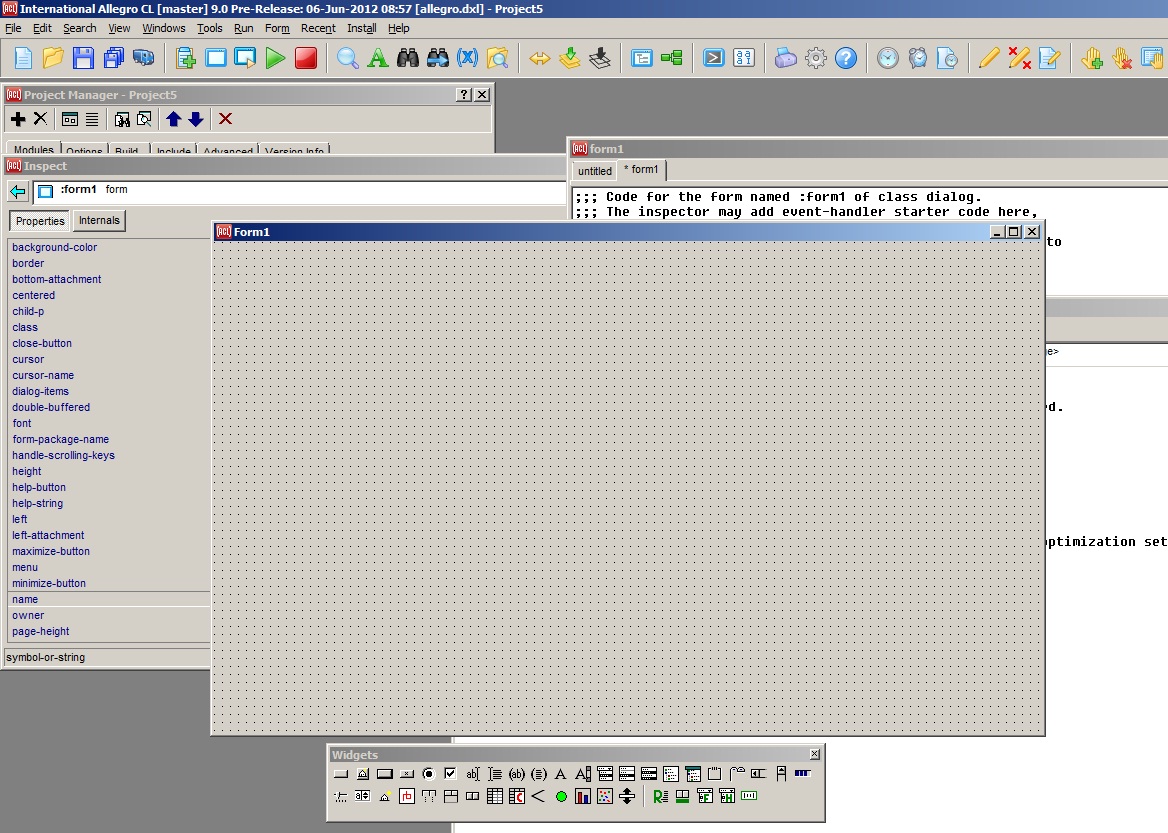 International Allegro CL [master] 9.0 Pre-Release: 06-Jun-2012 08:57 [allegro.dxl] - Project5
File Edit Search View Windows Tools Run Form Recent Install Help
Project Manager - Project5
Modules Options Build Include Advanced Version Info
Inspect
:form1 form
Properties Internals
background-color
border
bottom-attachment
centered
child-p
class
close-button
cursor
cursor-name
dialog-items
double-buffered
font
form-package-name
handle-scrolling-keys
height
help-button
help-string
left
left-attachment
maximize-button
menu
minimize-button
name
owner
page-height
symbol-or-string
form1
untitled * form1
;;; Code for the form named :form1 of class dialog.
;;; The inspector may add event-handler starter code here,
to
Form1
e>
d.
optimization set
Widgets